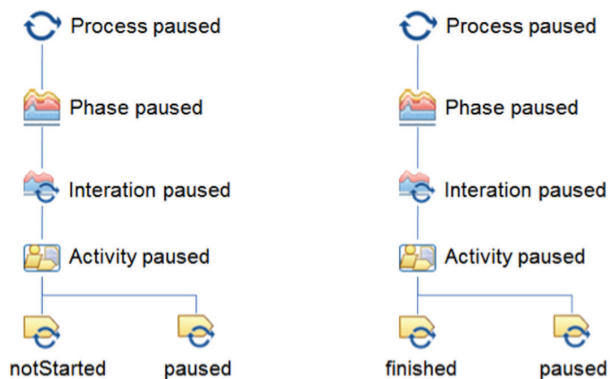 Process paused
Phase paused
Interation paused
Activity paused
notStarted paused
Process paused
Phase paused
Interation paused
Activity paused
finished paused